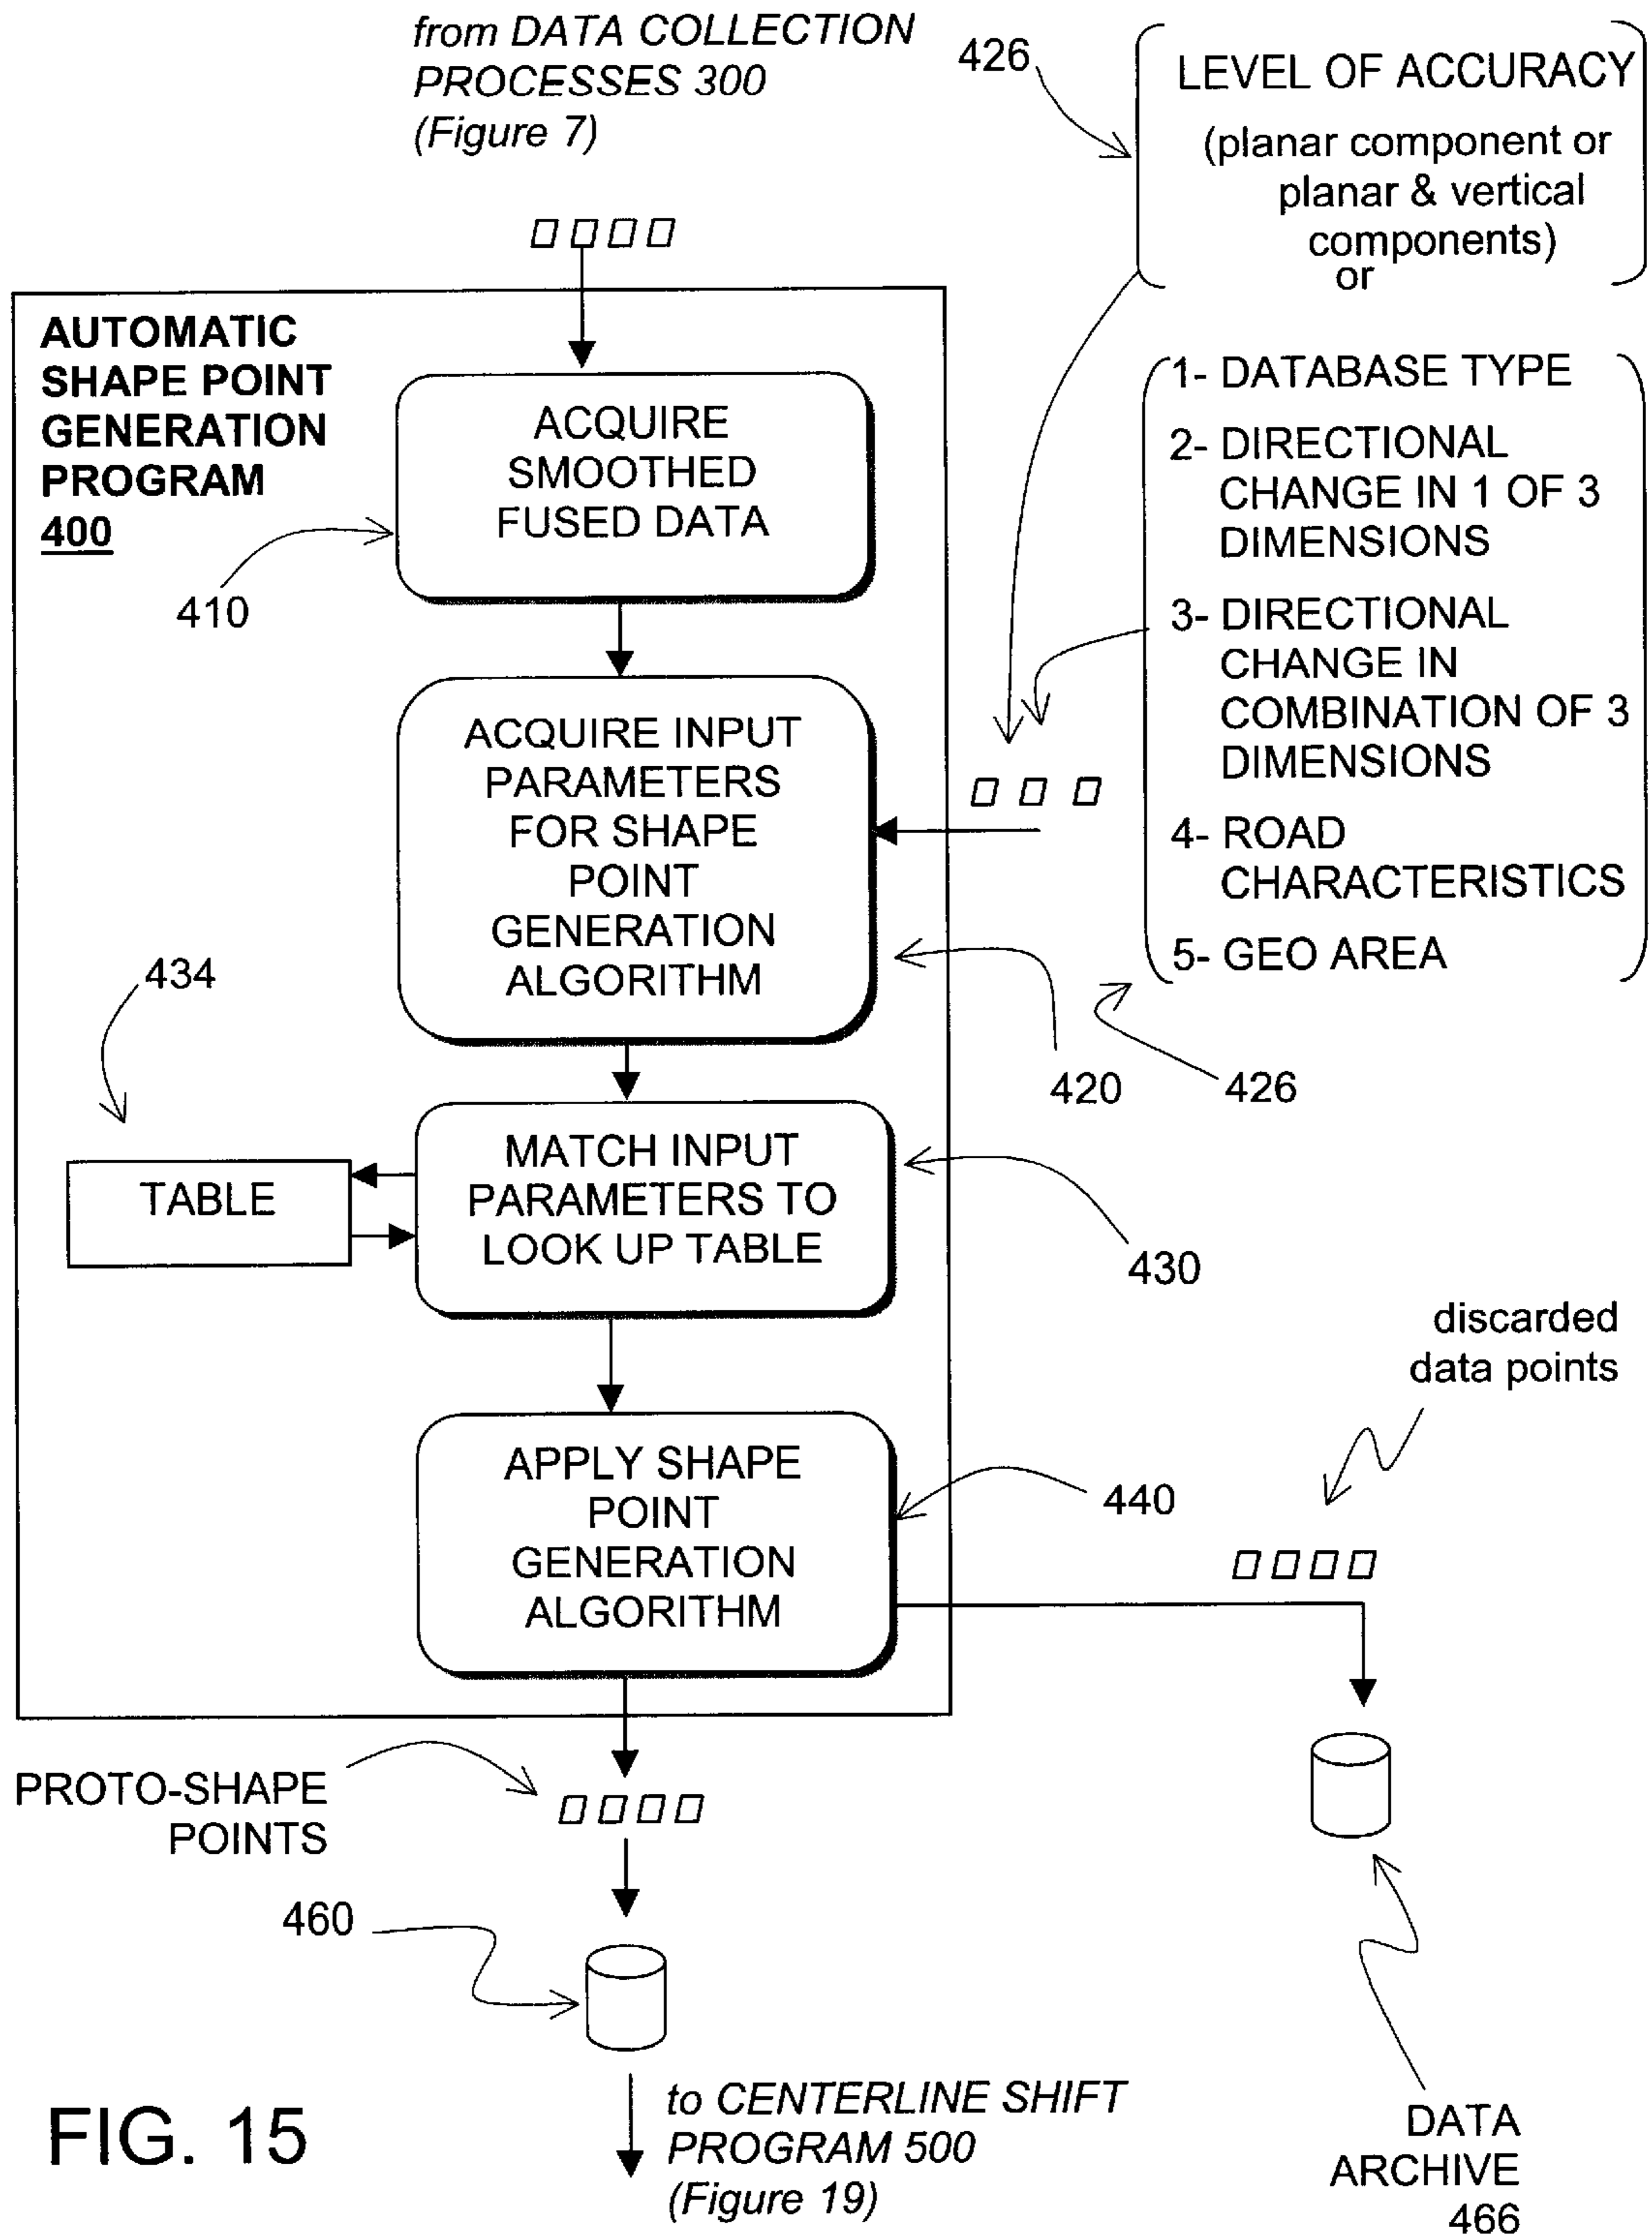 from DATA COLLECTION
PROCESSES 300
(Figure 7)
426
LEVEL OF ACCURACY
(planar component or
planar & vertical
components)
or
AUTOMATIC
SHAPE POINT
GENERATION
PROGRAM
400
ACQUIRE
SMOOTHED
FUSED DATA
410
1- DATABASE TYPE
2- DIRECTIONAL
CHANGE IN 1 OF 3
DIMENSIONS
3- DIRECTIONAL
CHANGE IN
COMBINATION OF 3
DIMENSIONS
4- ROAD
CHARACTERISTICS
5- GEO AREA
ACQUIRE INPUT
PARAMETERS
FOR SHAPE
POINT
GENERATION
ALGORITHM
420
426
434
TABLE
MATCH INPUT
PARAMETERS TO
LOOK UP TABLE
430
discarded
data points
APPLY SHAPE
POINT
GENERATION
ALGORITHM
440
PROTO-SHAPE
POINTS
460
to CENTERLINE SHIFT
PROGRAM 500
(Figure 19)
DATA
ARCHIVE
466
FIG. 15